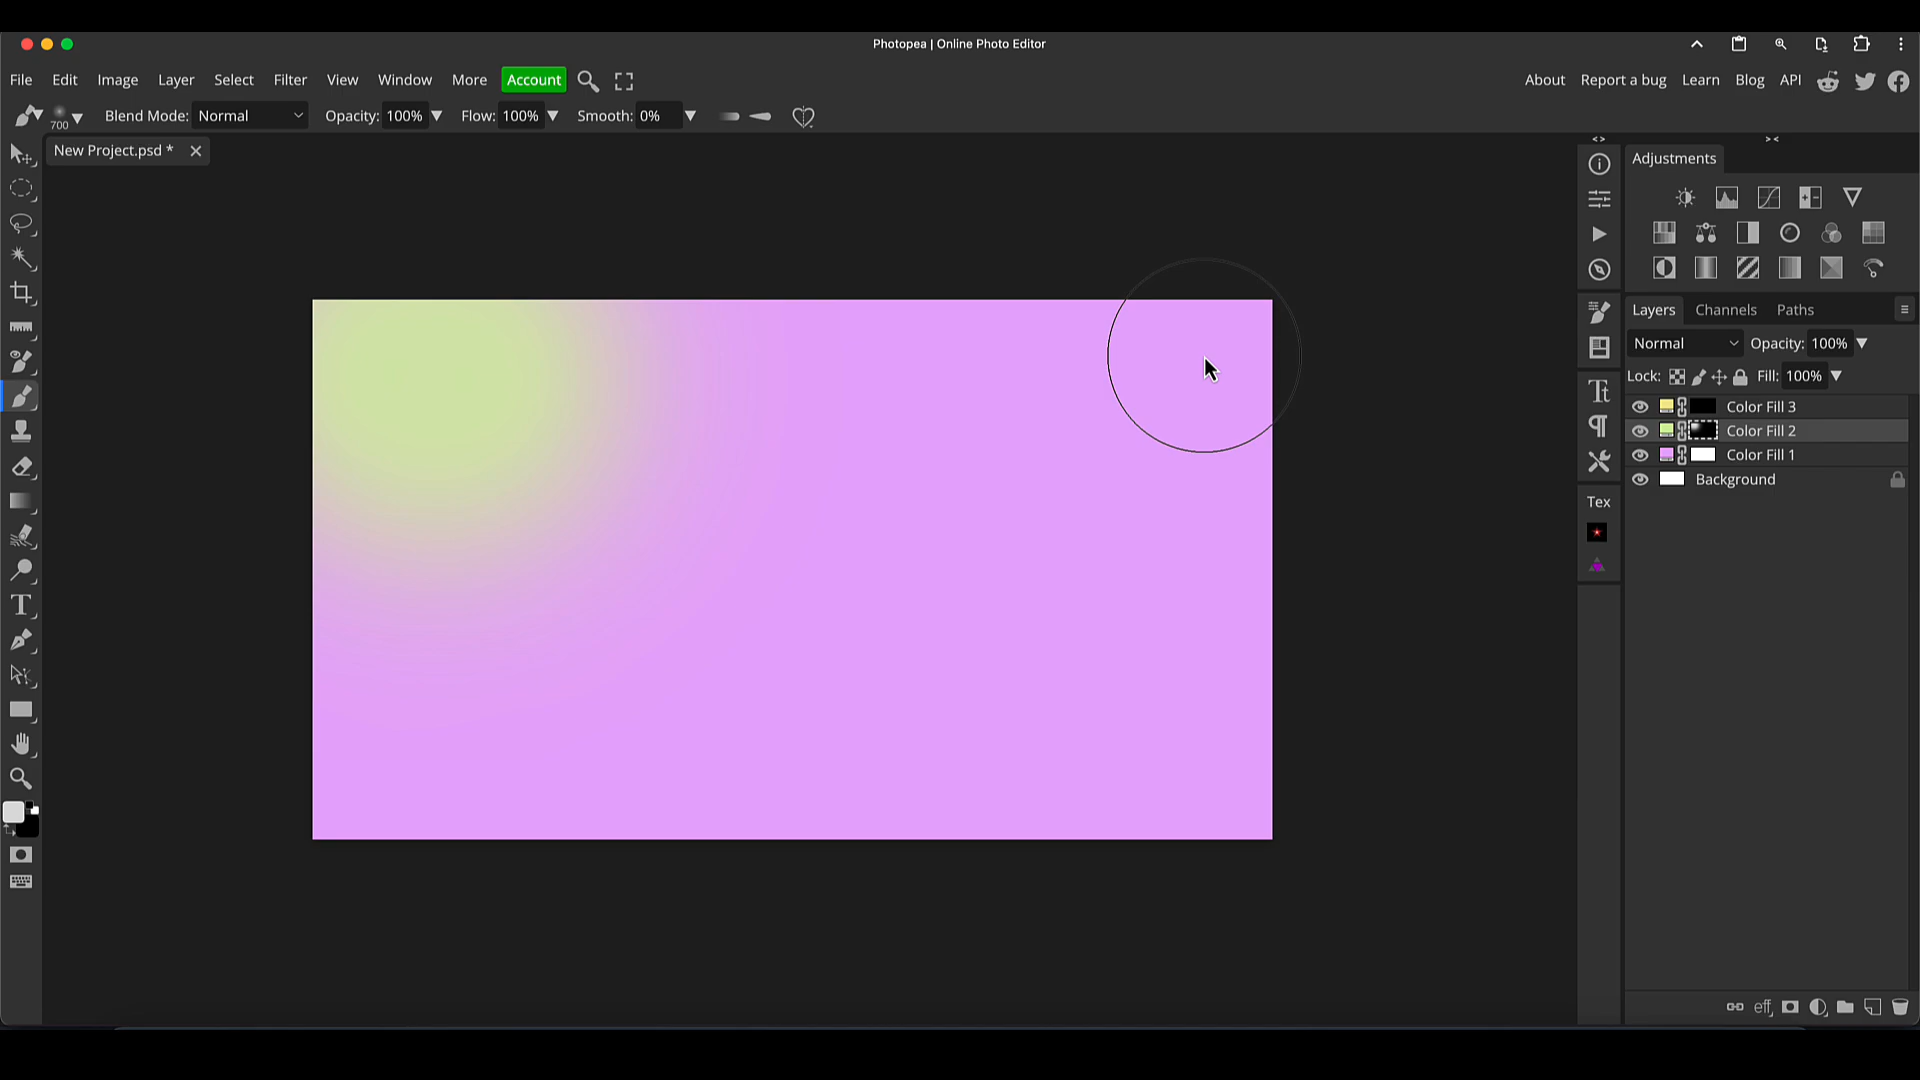 Photopea | Online Photo Editor
File Edit Image Layer Select Filter View Window More Account About Report a bug Learn Blog API
700 Blend Mode: Normal Opacity: 100% Flow: 100% Smooth: 0%
New Project.psd *
Adjustments
Layers Channels Paths
Normal Opacity: 100%
Lock: Fill: 100%
Color Fill 3
Color Fill 2
Color Fill 1
Background
Tex
eff